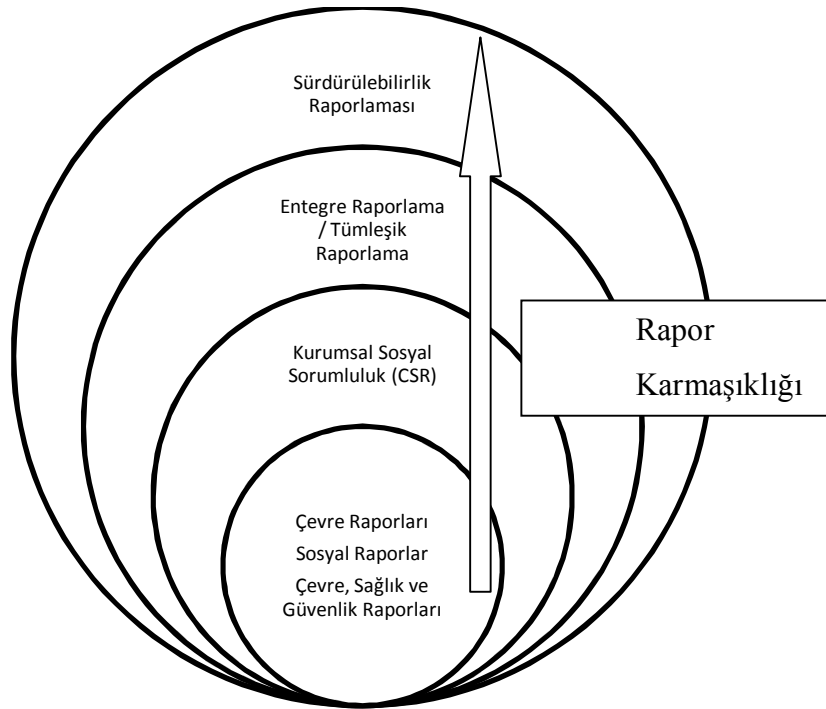 Sürdürülebilirlik
Raporlaması
Entegre Raporlama
/ Tümleşik
Raporlama
Kurumsal Sosyal
Sorumluluk (CSR)
Rapor
Karmaşıklığı
Çevre Raporları
Sosyal Raporlar
Çevre, Sağlık ve
Güvenlik Raporları